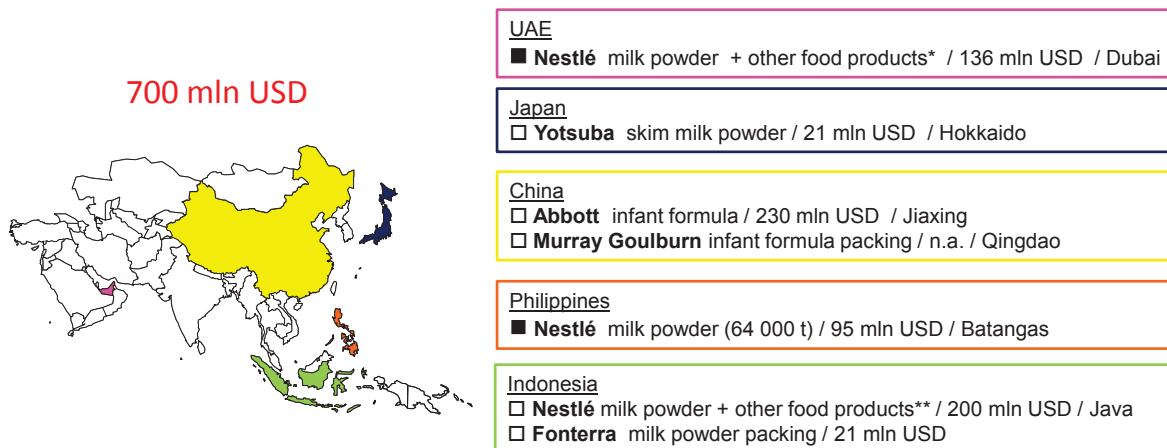 700 mln USD
UAE
■ Nestlé milk powder + other food products* / 136 mln USD / Dubai
Japan
□ Yotsuba skim milk powder / 21 mln USD / Hokkaido
China
□ Abbott infant formula / 230 mln USD / Jiaxing
□ Murray Goulburn infant formula packing / n.a. / Qingdao
Philippines
■ Nestlé milk powder (64 000 t) / 95 mln USD / Batangas
Indonesia
□ Nestlé milk powder + other food products** / 200 mln USD / Java
□ Fonterra milk powder packing / 21 mln USD